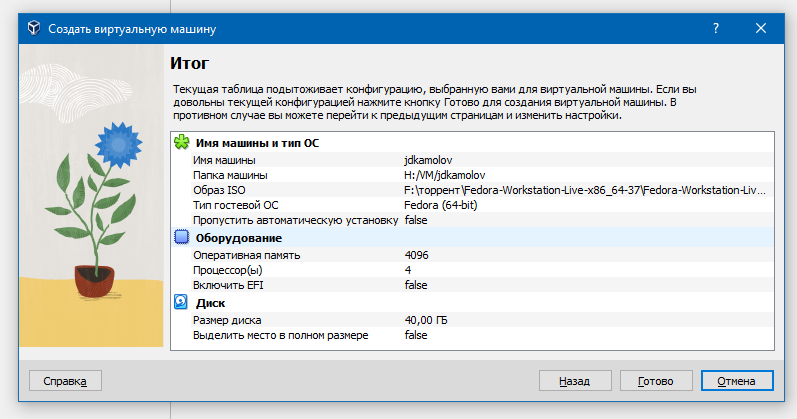 Создать виртуальную машину
Итог
Текущая таблица подытоживает конфигурацию, выбранную вами для виртуальной машины. Если вы
довольны текущей конфигурацией нажмите кнопку Готово для создания виртуальной машины. В
противном случае вы можете перейти к предыдущим страницам и изменить настройки.
Имя машины и тип ОС
Имя машины jdkamolov
Папка машины H:/VM/jdkamolov
Образ ISO F:\торрент\Fedora-Workstation-Live-x86_64-37\Fedora-Workstation-Liv...
Тип гостевой ОС Fedora (64-bit)
Пропустить автоматическую установку false
Оборудование
Оперативная память 4096
Процессор(ы) 4
Включить EFI false
Диск
Размер диска 40,00 ГБ
Выделить место в полном размере false
Справка Назад Готово Отмена